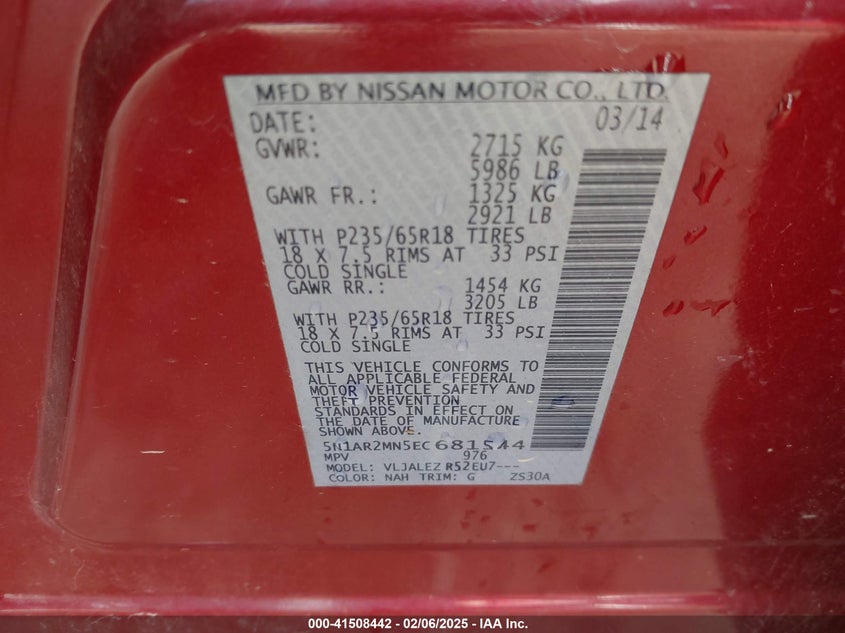 MFD BY NISSAN MOTOR CO., LTD.
DATE: 03/14
GVWR: 2715 KG
5986 LB
GAWR FR.: 1325 KG
2921 LB
WITH P235/65R18 TIRES
18 X 7.5 RIMS AT 33 PSI
COLD SINGLE
GAWR RR.: 1454 KG
3205 LB
WITH P235/65R18 TIRES
18 X 7.5 RIMS AT 33 PSI
COLD SINGLE
THIS VEHICLE CONFORMS TO
ALL APPLICABLE FEDERAL
MOTOR VEHICLE SAFETY AND
THEFT PREVENTION
STANDARDS IN EFFECT ON
THE DATE OF MANUFACTURE
SHOWN ABOVE.
5N1AR2MN5EC681544
MPV 976
MODEL: VLJALEZ R52EU7---
COLOR: NAH TRIM: G ZS30A
000-41508442 - 02/06/2025 - IAA Inc.